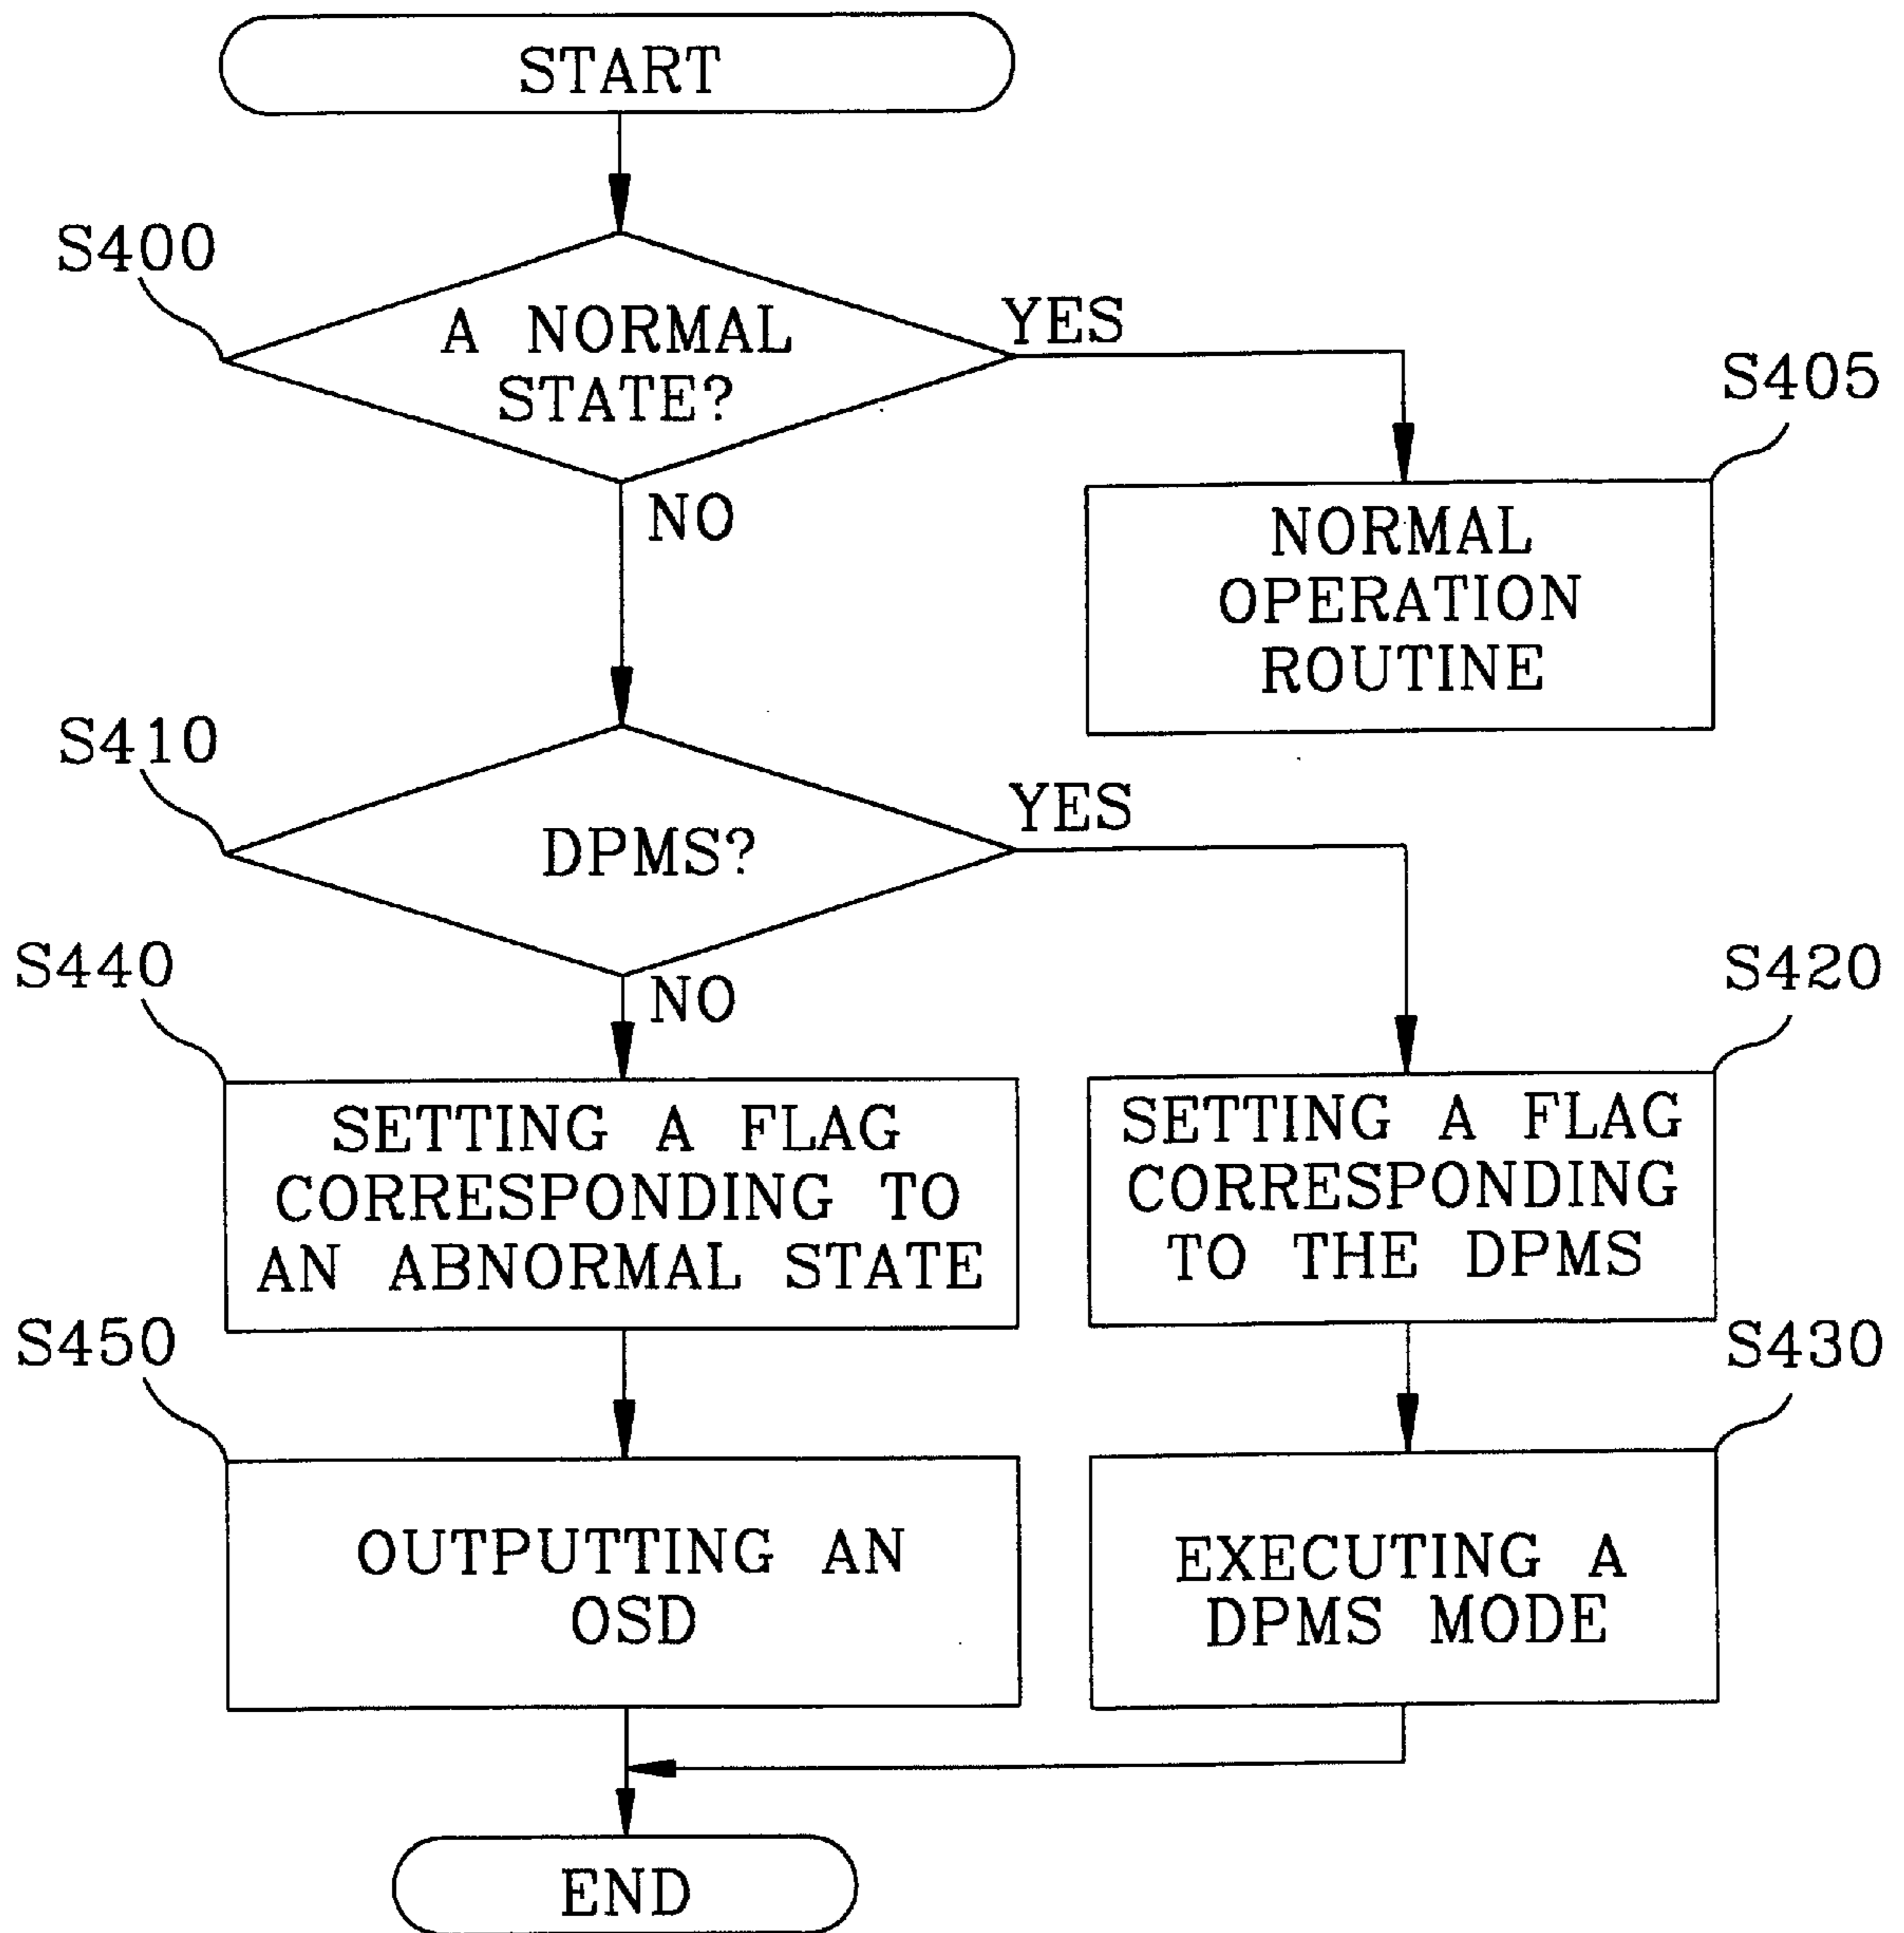 START
S400
A NORMAL
STATE?
YES
S405
NO
NORMAL
OPERATION
ROUTINE
S410
DPMS?
YES
S440
NO
S420
SETTING A FLAG
CORRESPONDING TO
AN ABNORMAL STATE
SETTING A FLAG
CORRESPONDING
TO THE DPMS
S450
S430
OUTPUTTING AN
OSD
EXECUTING A
DPMS MODE
END